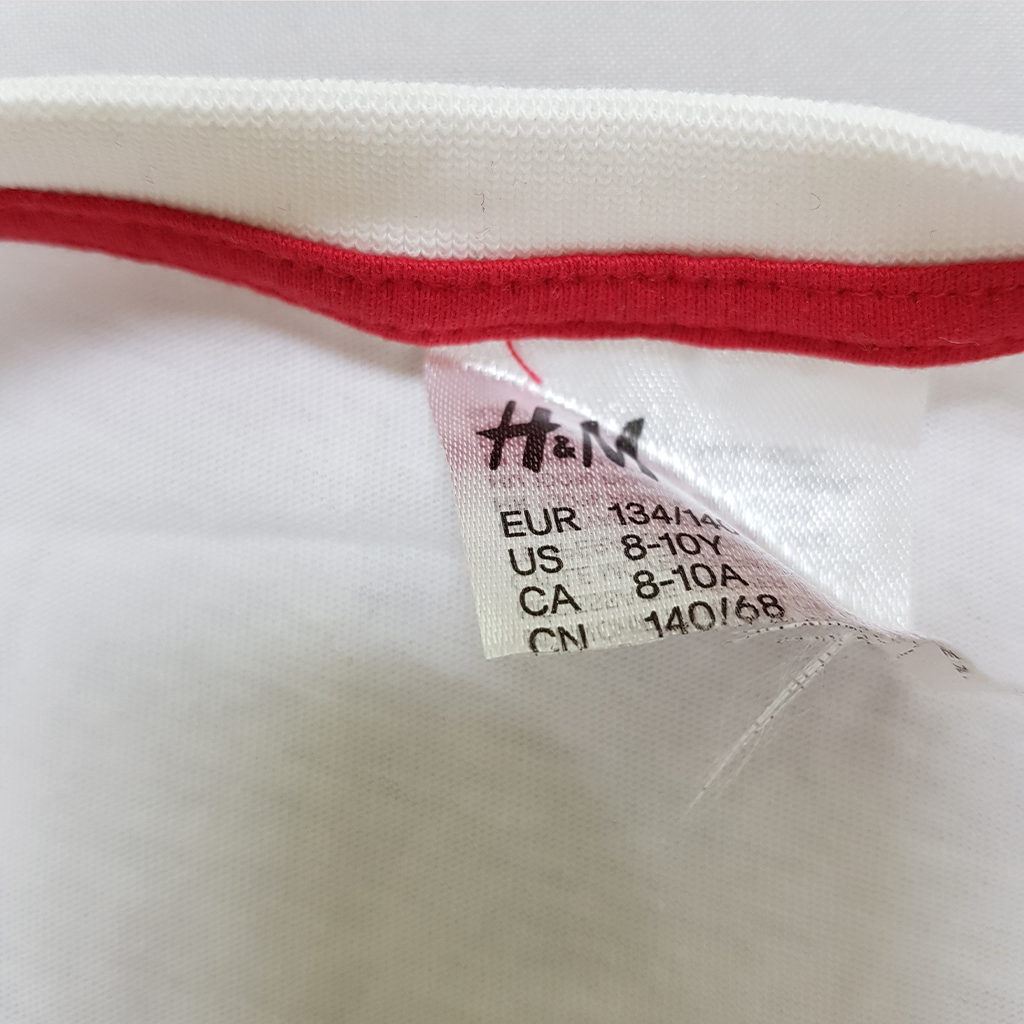 H&M
EUR 134/14
US 8-10Y
CA 8-10A
CN 140/68